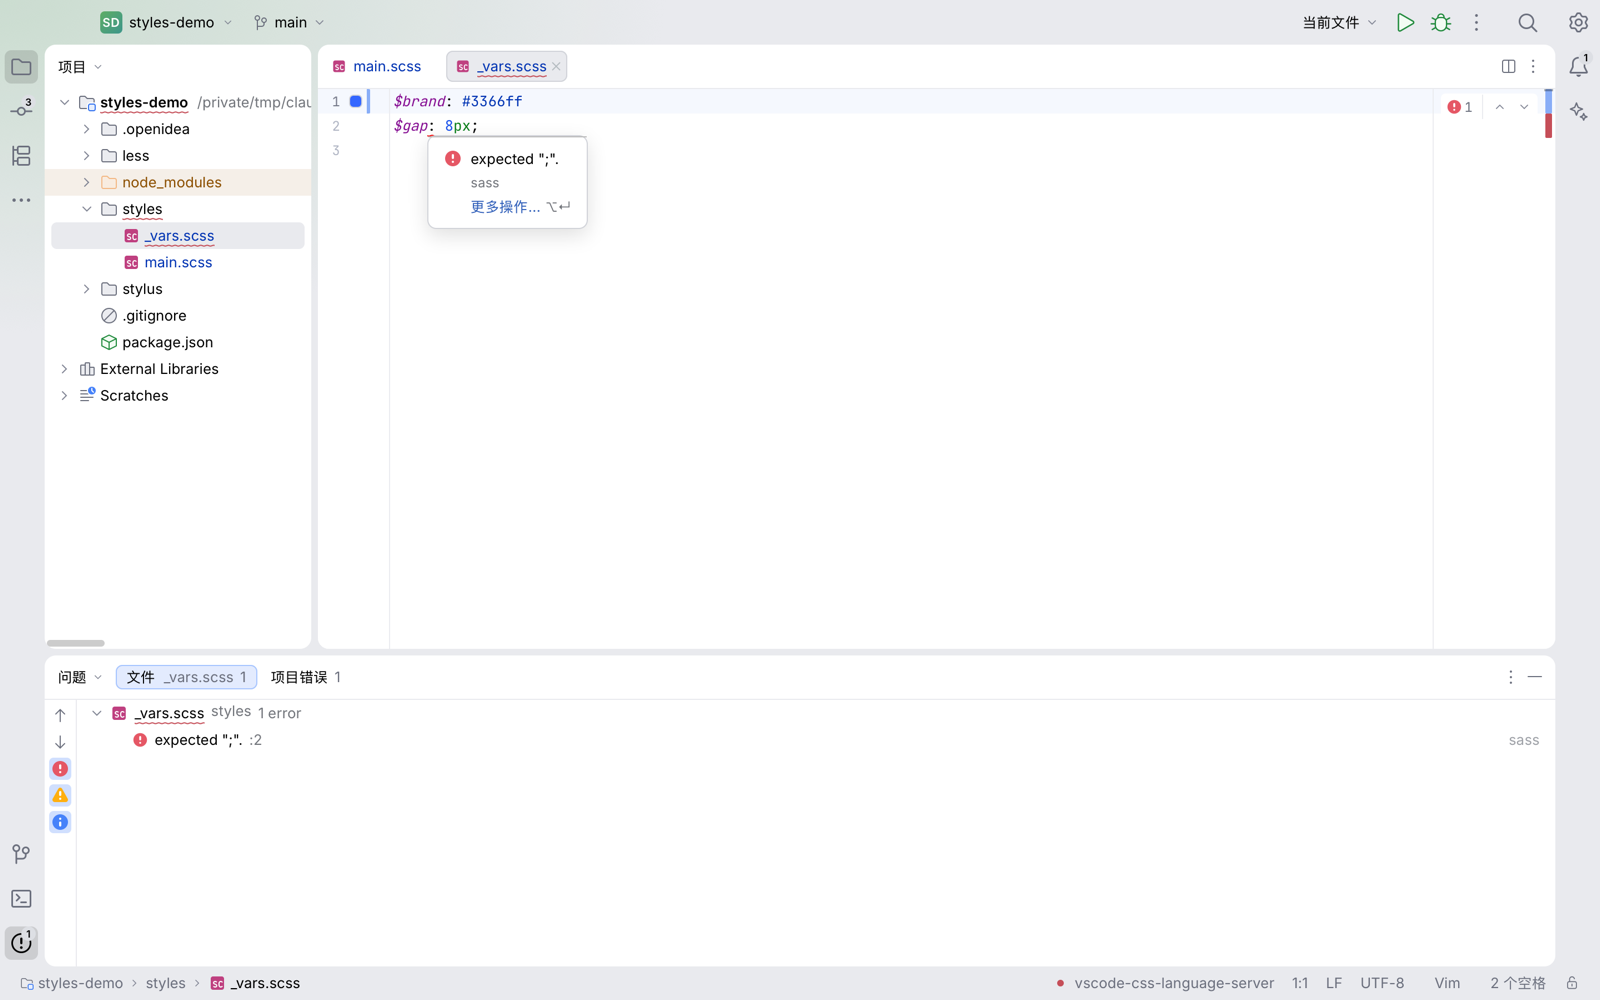 SD styles-demo main 当前文件
项目
main.scss _vars.scss
styles-demo /private/tmp/clau
.openidea
less
node_modules
styles
_vars.scss
main.scss
stylus
.gitignore
package.json
External Libraries
Scratches
1 $brand: #3366ff
2 $gap: 8px;
3
1
expected ";".
sass
更多操作... ⌥↵
问题 文件 _vars.scss 1 项目错误 1
_vars.scss styles 1 error
expected ";". :2 sass
3
1
1
styles-demo › styles › _vars.scss vscode-css-language-server 1:1 LF UTF-8 Vim 2 个空格